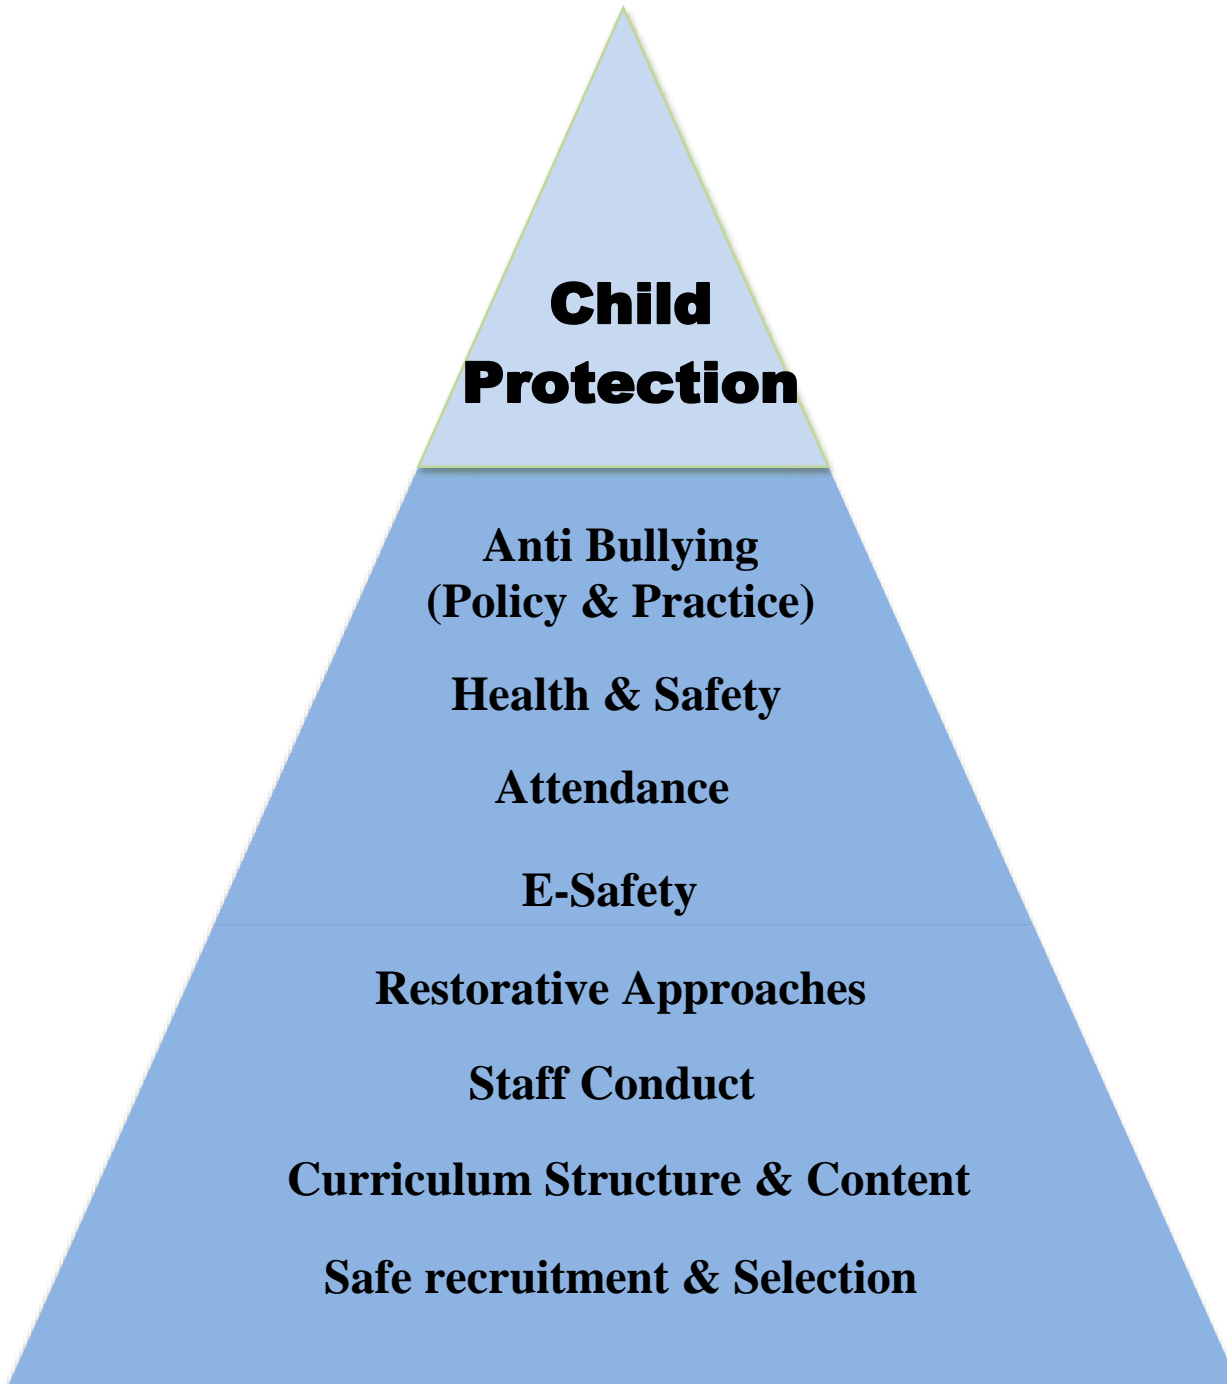 Child
Protection
Anti Bullying
(Policy & Practice)
Health & Safety
Attendance
E-Safety
Restorative Approaches
Staff Conduct
Curriculum Structure & Content
Safe recruitment & Selection